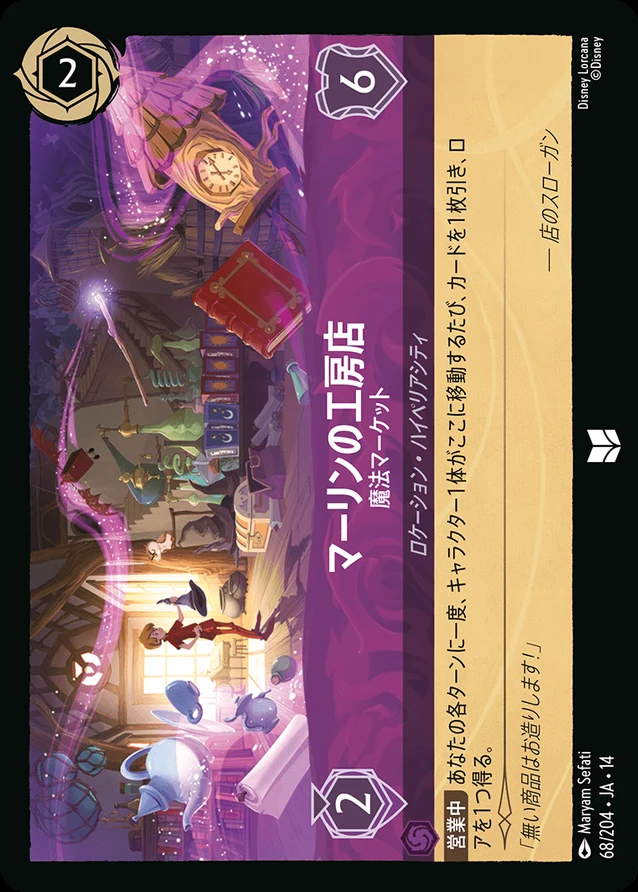 2
マーリンの工房店
魔法マーケット
2
6
ロケーション・ハイペリアシティ
営業中 あなたの各ターンに一度、キャラクター1体がここに移動するたび、カードを1枚引き、ロ
アを1つ得る。
「無い商品はお造りします！」
― 店のスローガン
Maryam Sefati
68/204・JA・14
Disney Lorcana
©Disney